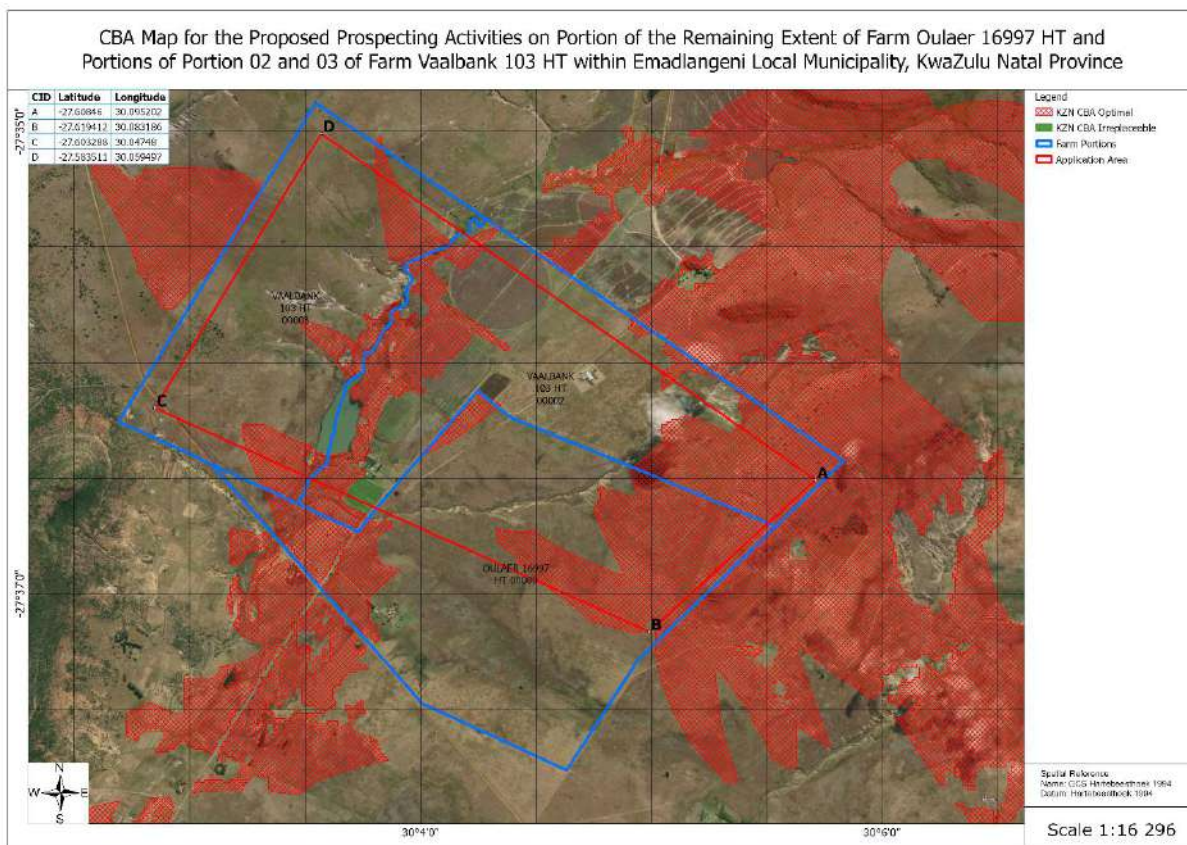 CBA Map for the Proposed Prospecting Activities on Portion of the Remaining Extent of Farm Oulaer 16997 HT and
Portions of Portion 02 and 03 of Farm Vaalbank 103 HT within Emadlangeni Local Municipality, KwaZulu Natal Province
CID Latitude Longitude
A -27.60846 30.095202
B -27.619412 30.083186
C -27.603288 30.04748
D -27.583511 30.059497
Legend
KZN CBA Optimal
KZN CBA Irreplaceable
Farm Portions
Application Area
-27°35'0"
D
VAALBANK
103 HT
00003
VAALBANK
103 HT
00002
C
A
OULAER 16997
HT 00000
B
-27°37'0"
N
W E
S
30°4'0"
30°6'0"
Spatial Reference
Name: GCS Hartebeesthoek 1994
Datum: Hartebeesthoek 1994
Scale 1:16 296